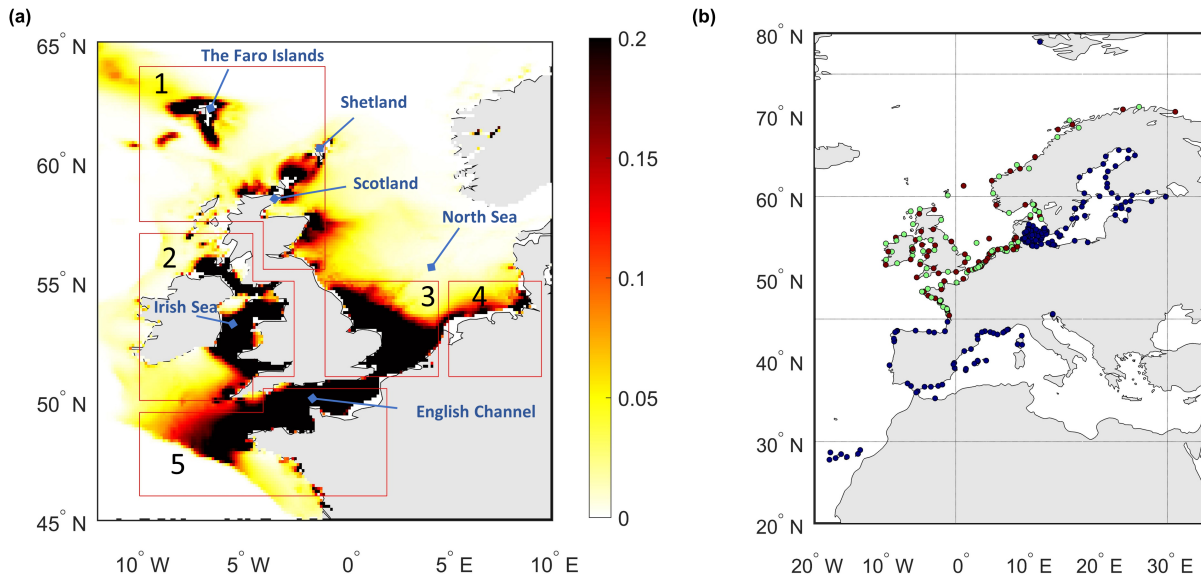 (a)
65° N
60° N
55° N
50° N
45° N
10° W
5° W
0°
5° E
10° E
The Faro Islands
1
Shetland
Scotland
North Sea
2
Irish Sea
3
4
English Channel
5
0.2
0.15
0.1
0.05
0
(b)
80° N
70° N
60° N
50° N
40° N
30° N
20° N
20° W
10° W
0°
10° E
20° E
30° E